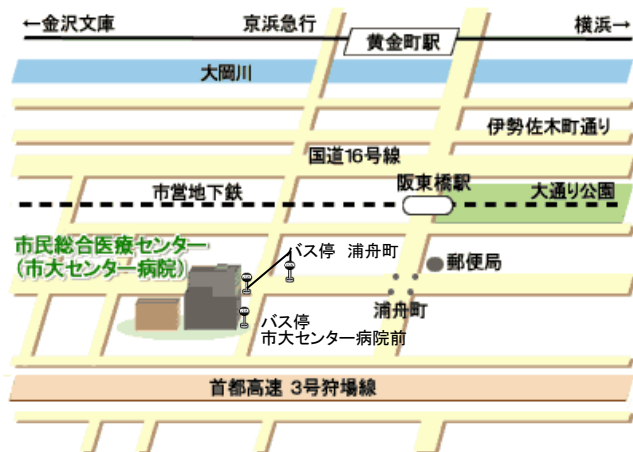 ←金沢文庫
京浜急行
横浜→
黄金町駅
大岡川
伊勢佐木町通り
国道16号線
市営地下鉄
阪東橋駅
大通り公園
市民総合医療センター
（市大センター病院）
バス停 浦舟町
郵便局
浦舟町
バス停
市大センター病院前
首都高速 3号狩場線